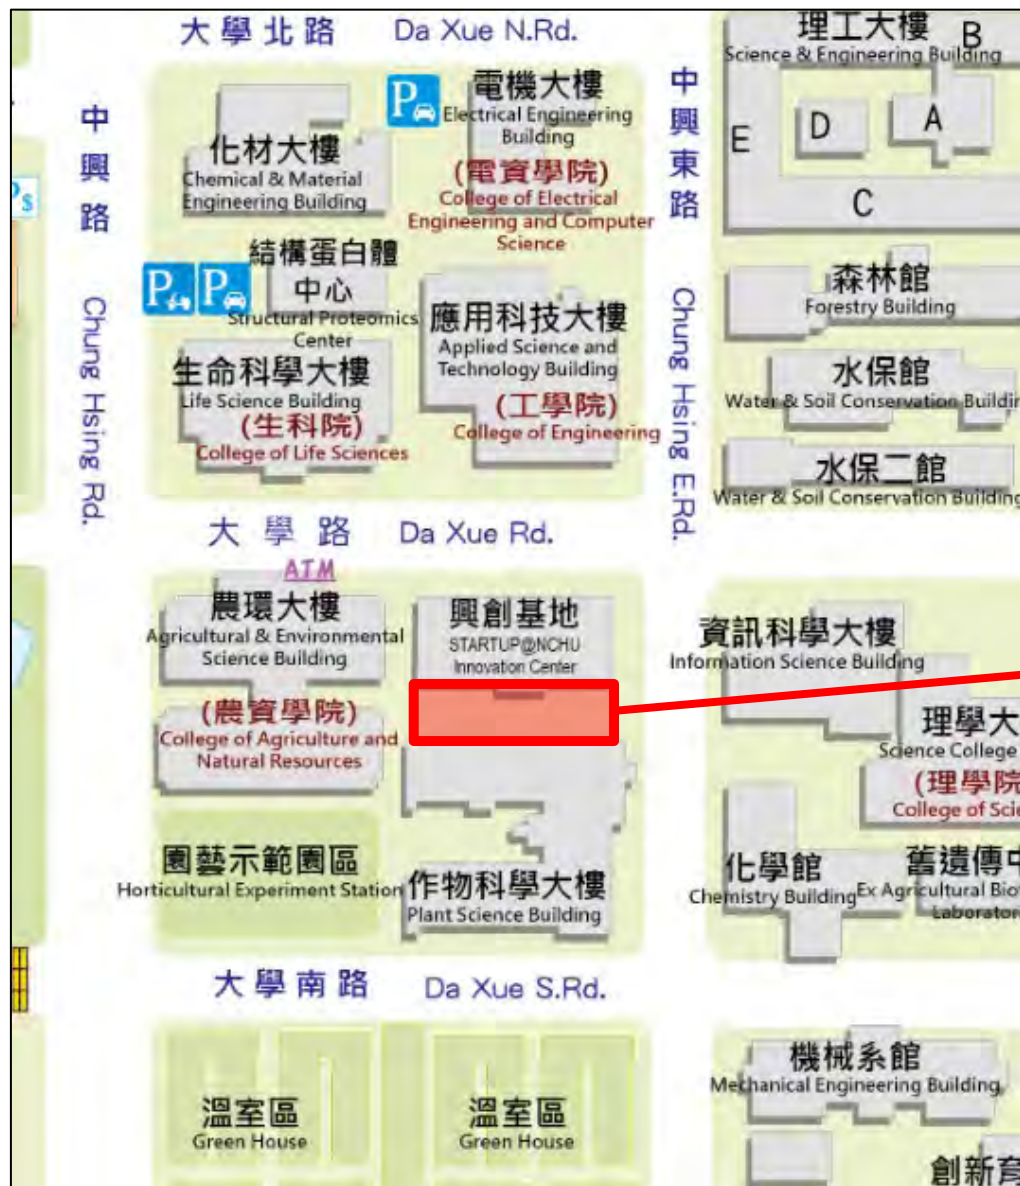 大學北路 Da Xue N.Rd.
理工大樓 B
Science & Engineering Building
中興路 Chung Hsing Rd.
P
電機大樓
Electrical Engineering
Building
(電資學院)
College of Electrical
Engineering and Computer
Science
中興東路 Chung Hsing E.Rd.
E
D
A
C
化材大樓
Chemical & Material
Engineering Building
P$
結構蛋白體
中心
Structural Proteomics
Center
P P
應用科技大樓
Applied Science and
Technology Building
(工學院)
College of Engineering
森林館
Forestry Building
生命科學大樓
Life Science Building
(生科院)
College of Life Sciences
水保館
Water & Soil Conservation
水保二館
Water & Soil Conservation Building
大學路 Da Xue Rd.
ATM
農環大樓
Agricultural & Environmental
Science Building
(農資學院)
College of Agriculture and
Natural Resources
興創基地
STARTUP@NCHU
Innovation Center
資訊科學大樓
Information Science Building
理學大
Science College
(理學院
College of
園藝示範園區
Horticultural Experiment Station
作物科學大樓
Plant Science Building
化學館
Chemistry Building
舊遺傳
Ex Agricultural
大學南路 Da Xue S.Rd.
溫室區
Green House
溫室區
Green House
機械系館
Mechanical Engineering Building
創新